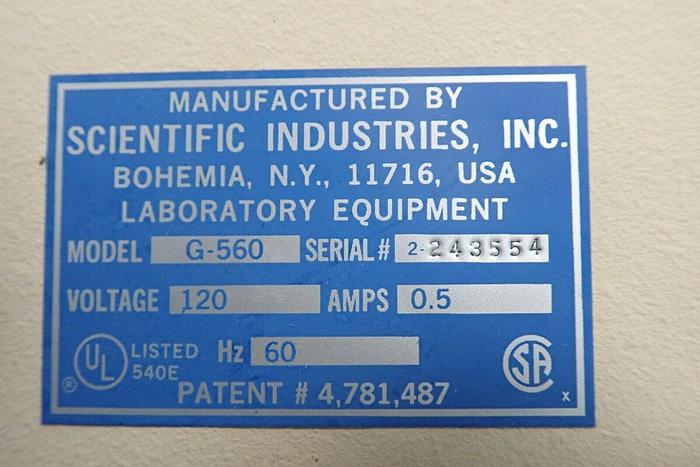 MANUFACTURED BY
SCIENTIFIC INDUSTRIES, INC.
BOHEMIA, N.Y., 11716, USA
LABORATORY EQUIPMENT
MODEL G-560 SERIAL # 2-243554
VOLTAGE 120 AMPS 0.5
UL LISTED 540E Hz 60
® SA x
PATENT # 4,781,487